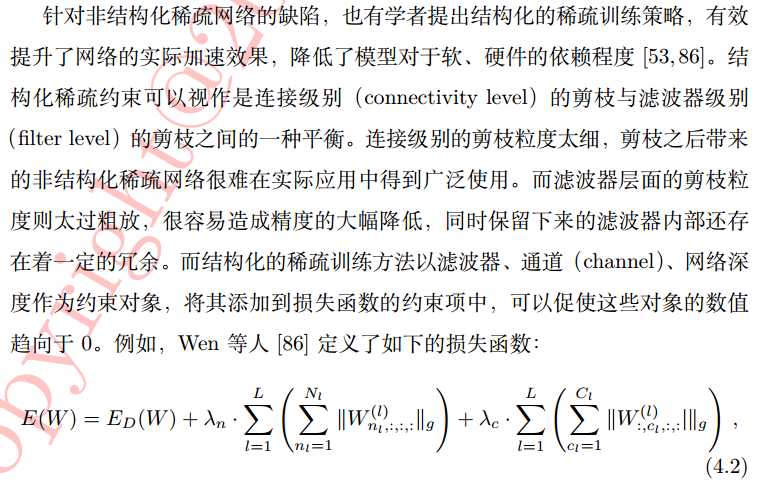 针对非结构化稀疏网络的缺陷，也有学者提出结构化的稀疏训练策略，有效
提升了网络的实际加速效果，降低了模型对于软、硬件的依赖程度 [53,86]。结
构化稀疏约束可以视作是连接级别（connectivity level）的剪枝与滤波器级别
（filter level）的剪枝之间的一种平衡。连接级别的剪枝粒度太细，剪枝之后带来
的非结构化稀疏网络很难在实际应用中得到广泛使用。而滤波器层面的剪枝粒
度则太过粗放，很容易造成精度的大幅降低，同时保留下来的滤波器内部还存
在着一定的冗余。而结构化的稀疏训练方法以滤波器、通道（channel）、网络深
度作为约束对象，将其添加到损失函数的约束项中，可以促使这些对象的数值
趋向于 0。例如，Wen 等人 [86] 定义了如下的损失函数：
E(W) = E_D(W) + λ_n · \sum_{l=1}^{L} ( \sum_{n_l=1}^{N_l} ‖W^{(l)}_{n_l,:,:,:}‖_g ) + λ_c · \sum_{l=1}^{L} ( \sum_{c_l=1}^{C_l} ‖W^{(l)}_{:,c_l,:,:}|‖_g ) ,
(4.2)